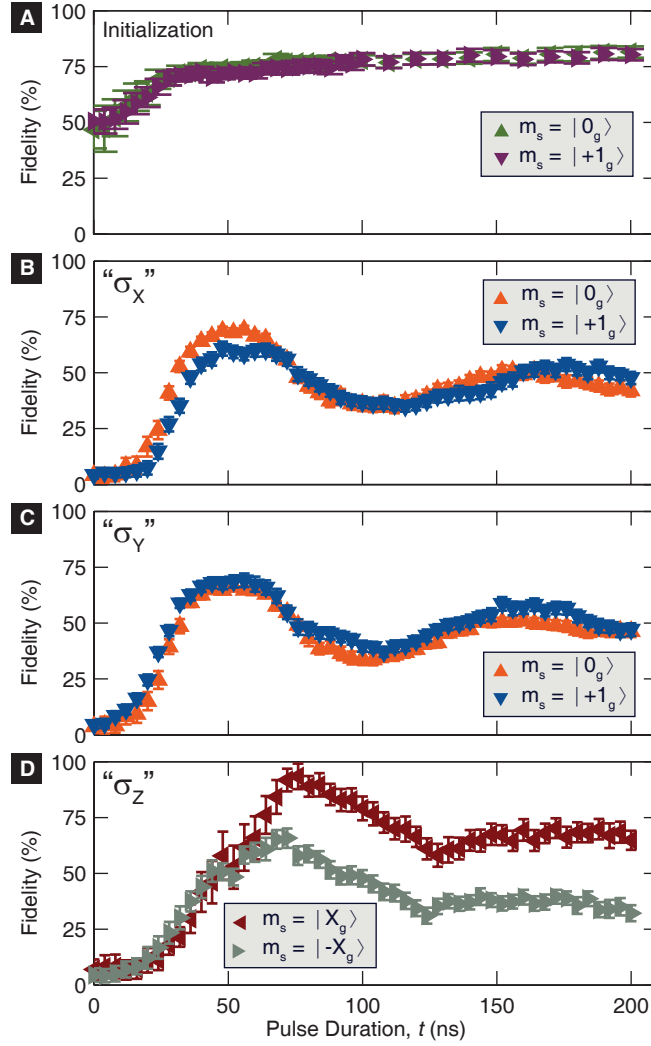 A
Initialization
100
75
50
25
0
Fidelity (%)
m_s = |0_g⟩
m_s = |+1_g⟩
B
“σ_X”
100
75
50
25
0
Fidelity (%)
m_s = |0_g⟩
m_s = |+1_g⟩
C
“σ_Y”
100
75
50
25
0
Fidelity (%)
m_s = |0_g⟩
m_s = |+1_g⟩
D
“σ_Z”
100
75
50
25
0
Fidelity (%)
m_s = |X_g⟩
m_s = |-X_g⟩
0 50 100 150 200
Pulse Duration, t (ns)